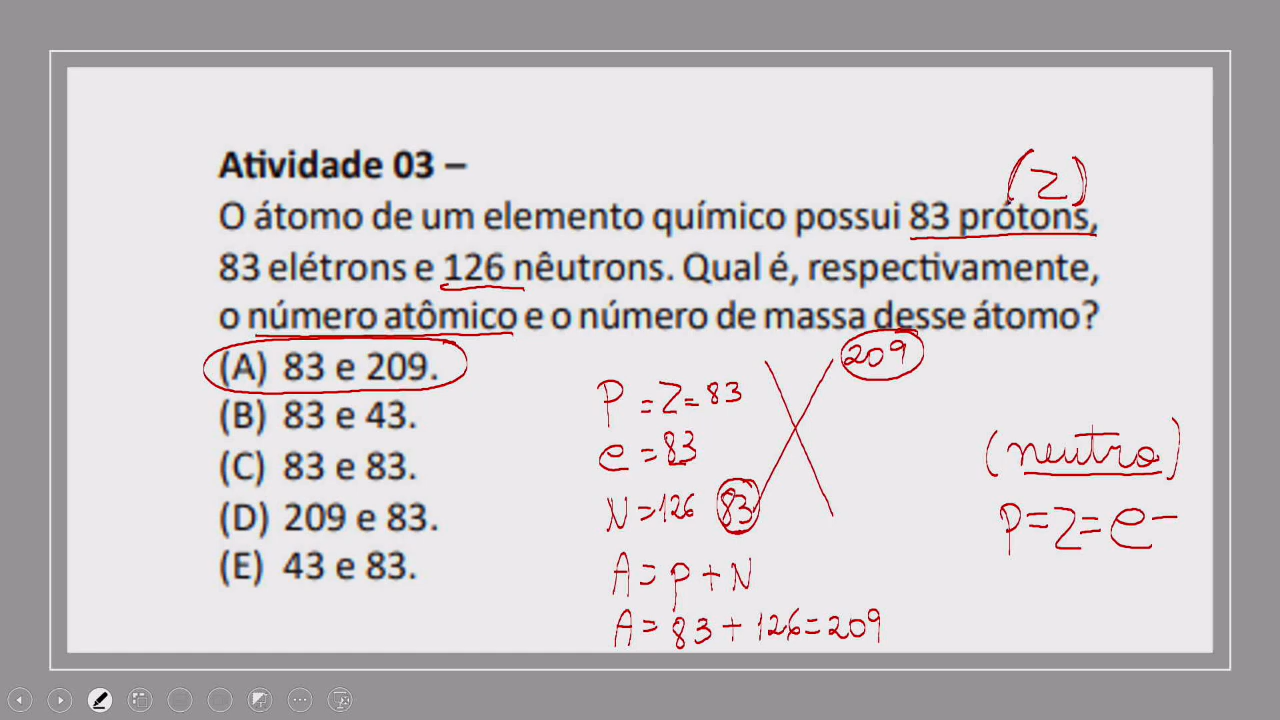 Atividade 03 –
(Z)
O átomo de um elemento químico possui 83 prótons,
83 elétrons e 126 nêutrons. Qual é, respectivamente,
o número atômico e o número de massa desse átomo?
(A) 83 e 209.
(B) 83 e 43.
(C) 83 e 83.
(D) 209 e 83.
(E) 43 e 83.
P = Z = 83
e = 83
N = 126
A = P + N
A = 83 + 126 = 209
209
83
(neutro)
P = Z = e-